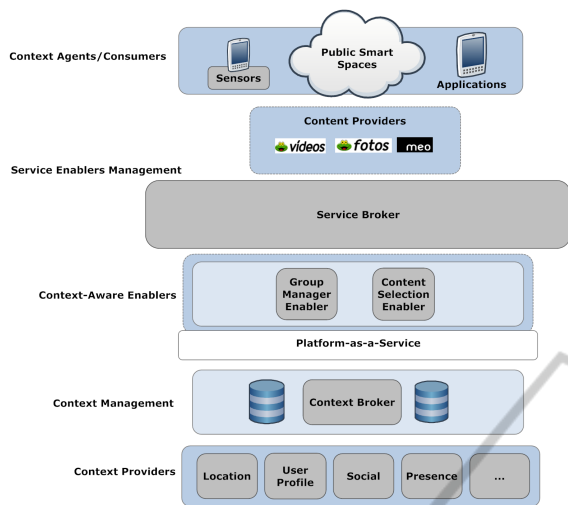 Context Agents/Consumers
Sensors
Public Smart
Spaces
Applications
Content Providers
vídeos
fotos
meo
Service Enablers Management
Service Broker
Context-Aware Enablers
Group
Manager
Enabler
Content
Selection
Enabler
Platform-as-a-Service
Context Management
Context Broker
Context Providers
Location
User
Profile
Social
Presence
...